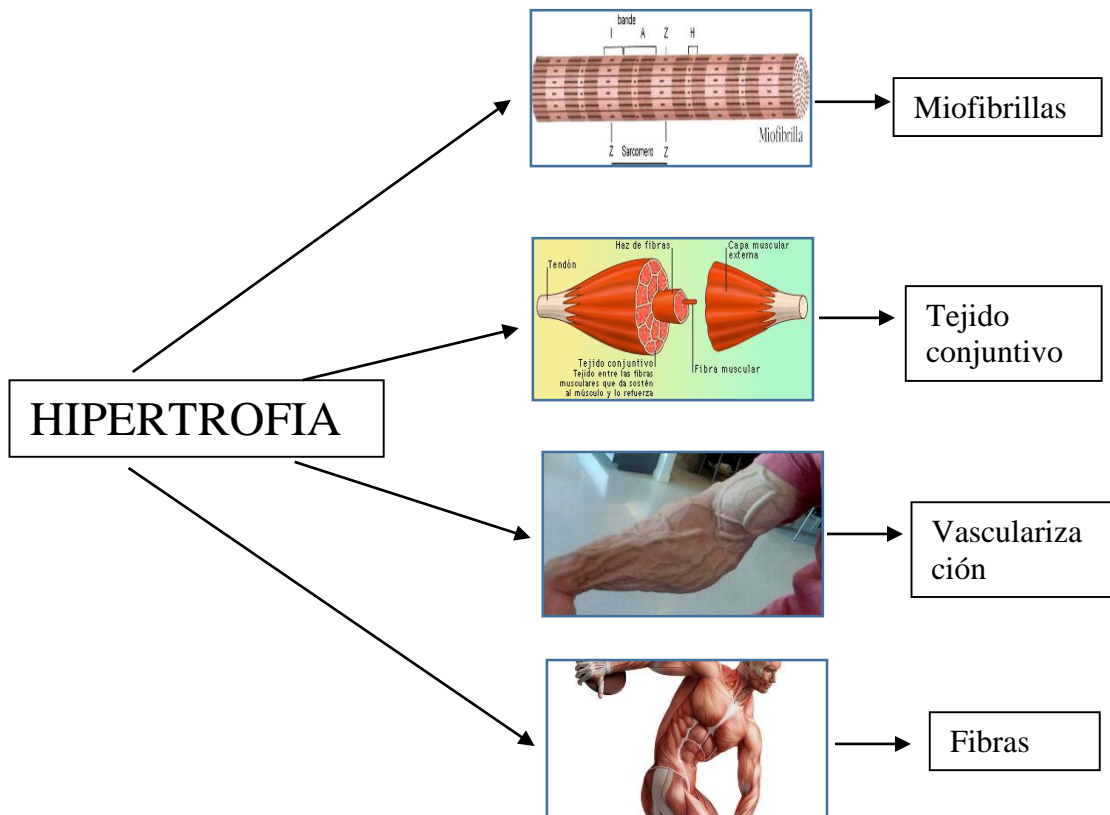 bande
I A Z H
Miofibrilla
Z Sarcomero Z
Miofibrillas
Haz de fibras
Capa muscular
externa
Tendón
Tejido conjuntivo
Tejido entre las fibras
musculares que da sostén
al músculo y lo refuerza
Fibra muscular
Tejido
conjuntivo
HIPERTROFIA
Vasculariza
ción
Fibras